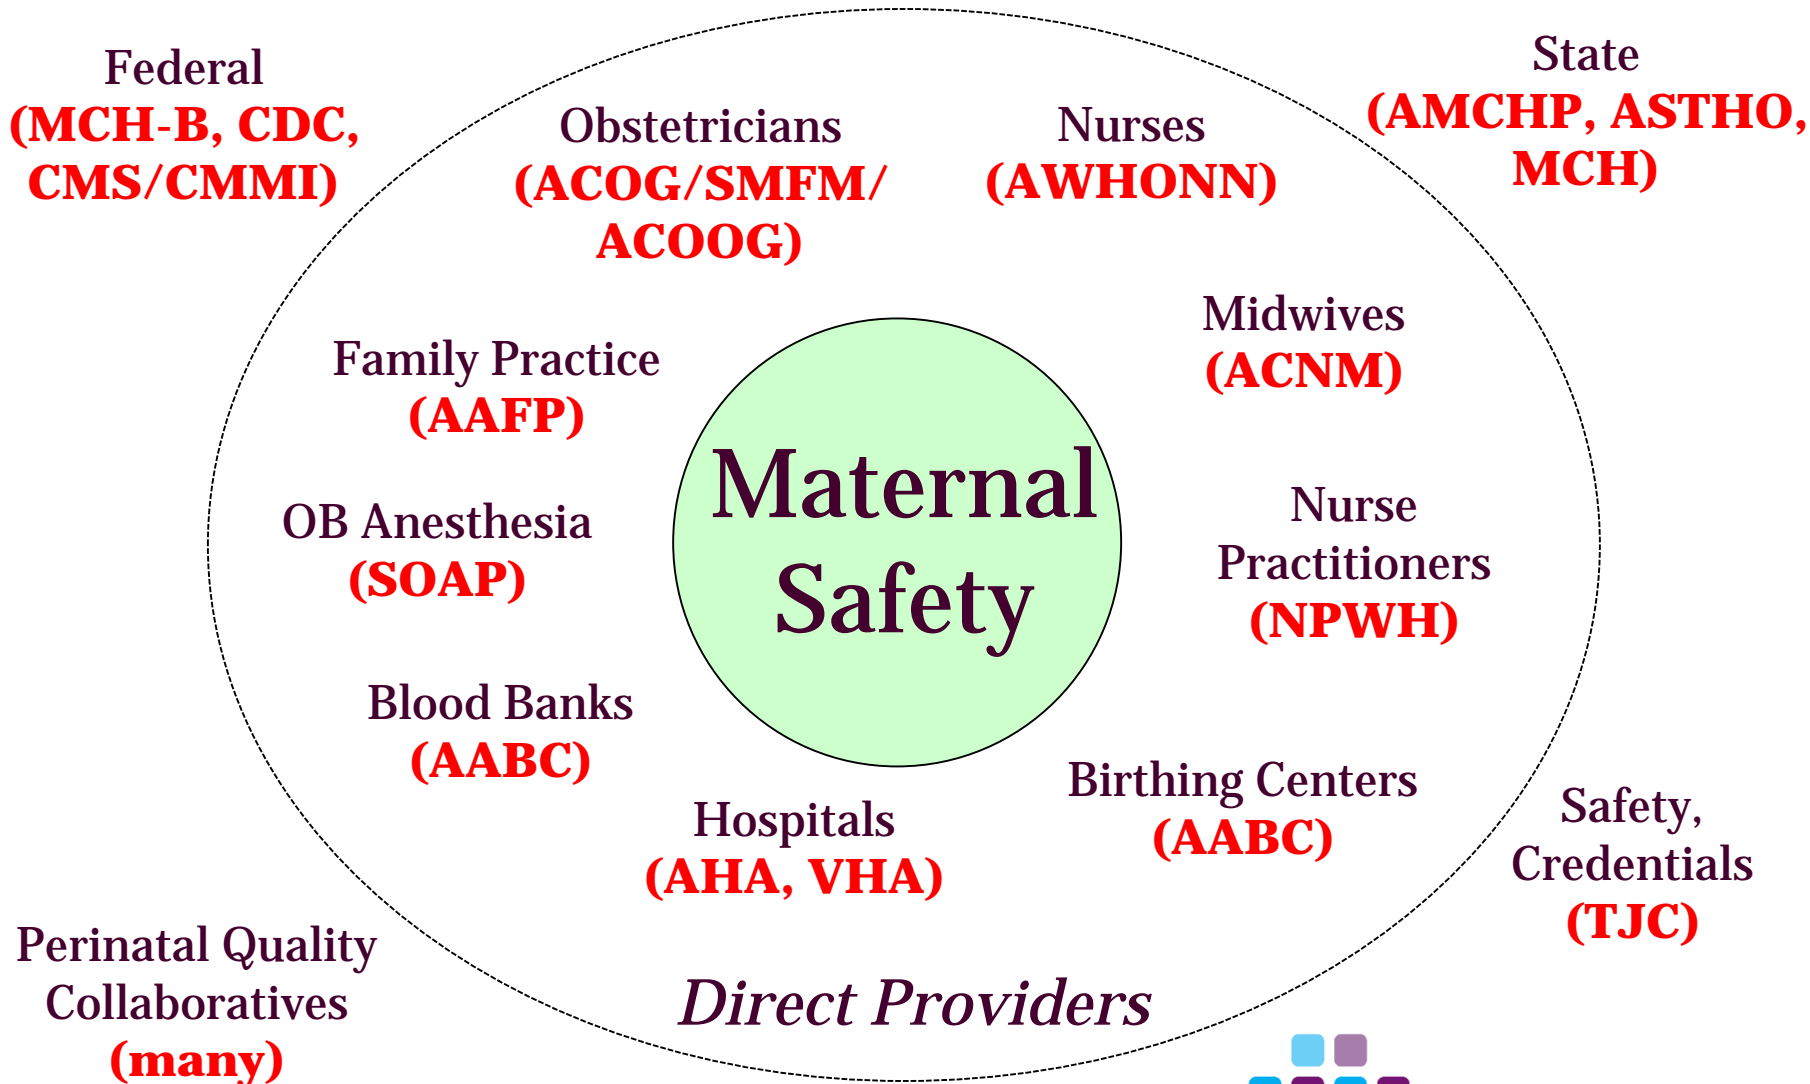 Federal
(MCH-B, CDC,
CMS/CMMI)
Obstetricians
(ACOG/SMFM/
ACOOG)
Nurses
(AWHONN)
State
(AMCHP, ASTHO,
MCH)
Family Practice
(AAFP)
Midwives
(ACNM)
Maternal
Safety
OB Anesthesia
(SOAP)
Nurse
Practitioners
(NPWH)
Blood Banks
(AABC)
Hospitals
(AHA, VHA)
Birthing Centers
(AABC)
Safety,
Credentials
(TJC)
Perinatal Quality
Collaboratives
(many)
Direct Providers